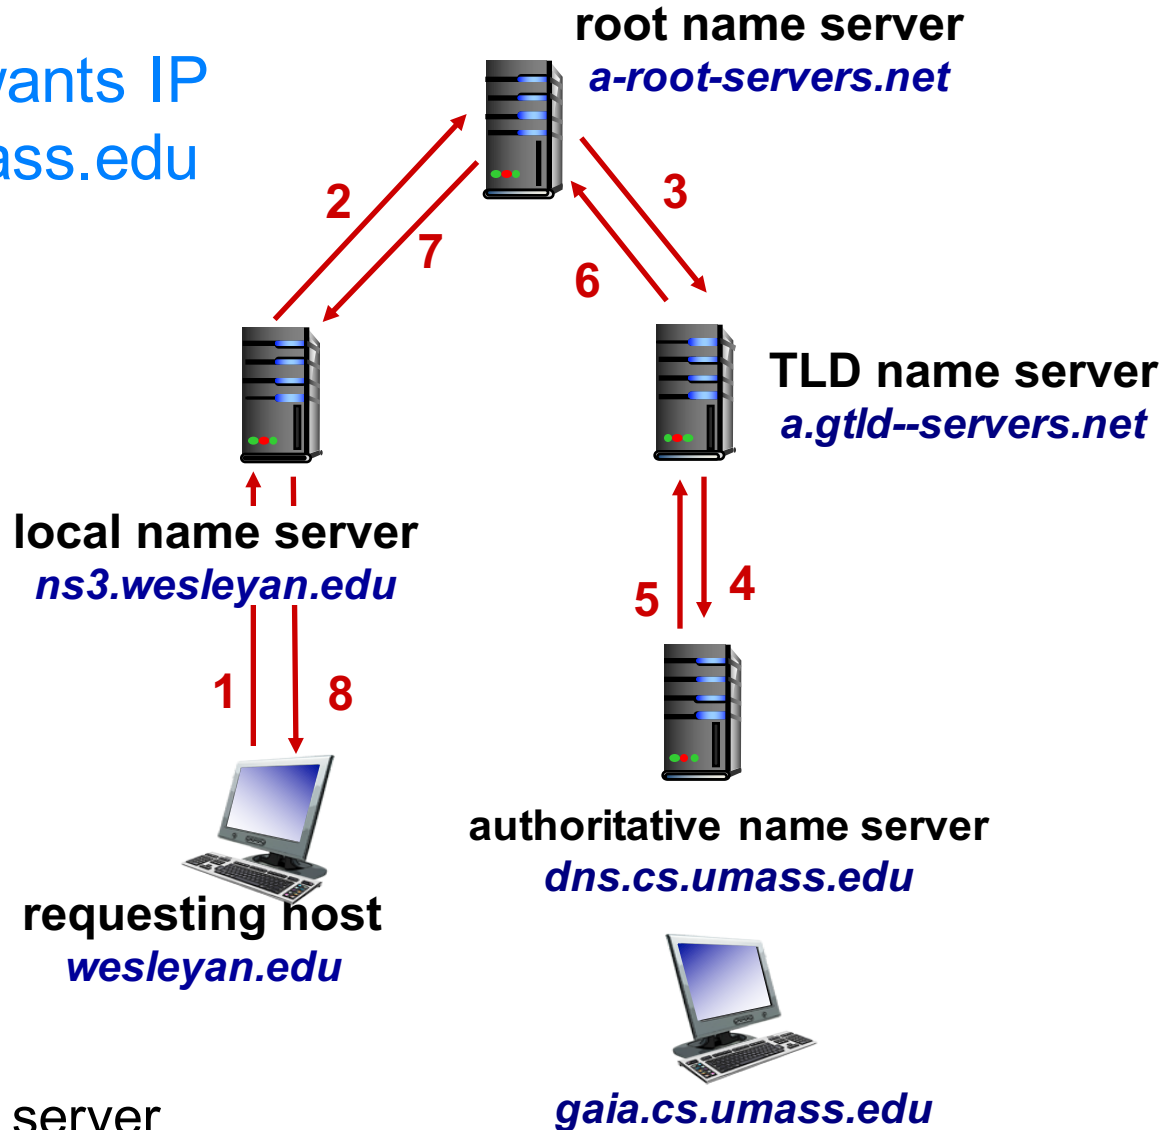 root name server
a-root-servers.net
wants IP
ass.edu
2
3
7
6
TLD name server
a.gtld--servers.net
local name server
ns3.wesleyan.edu
5
4
1
8
authoritative name server
dns.cs.umass.edu
requesting host
wesleyan.edu
server
gaia.cs.umass.edu